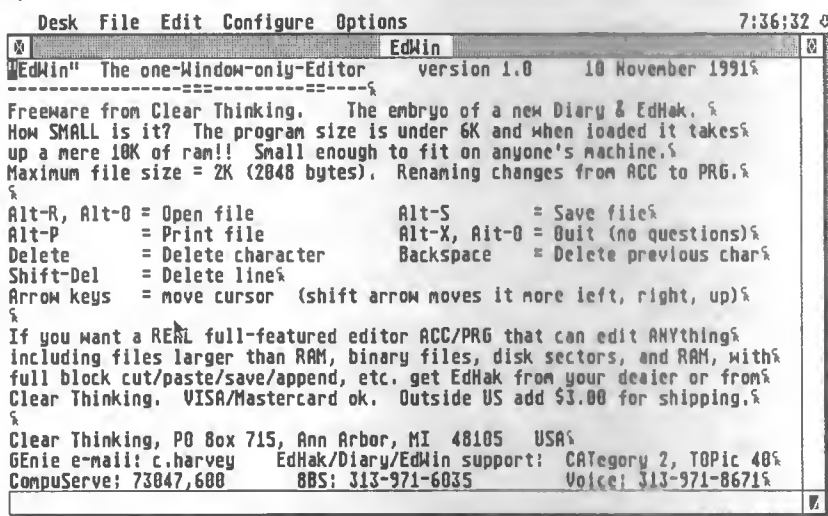 Desk File Edit Configure Options 7:36:32
EdWin
"EdWin" The one-Window-only-Editor version 1.0 10 November 1991
---------------------===----------==-----
Freeware from Clear Thinking. The embryo of a new Diary & EdHak.
How SMALL is it? The program size is under 6K and when loaded it takes
up a mere 10K of ram!! Small enough to fit on anyone's machine.
Maximum file size = 2K (2048 bytes). Renaming changes from ACC to PRG.
Alt-R, Alt-O = Open file Alt-S = Save file
Alt-P = Print file Alt-X, Alt-Q = Quit (no questions)
Delete = Delete character Backspace = Delete previous char
Shift-Del = Delete line
Arrow keys = move cursor (shift arrow moves it more left, right, up)
If you want a REAL full-featured editor ACC/PRG that can edit ANYthing
including files larger than RAM, binary files, disk sectors, and RAM, with
full block cut/paste/save/append, etc. get EdHak from your dealer or from
Clear Thinking. VISA/Mastercard ok. Outside US add $3.00 for shipping.
Clear Thinking, PO Box 715, Ann Arbor, MI 48105 USA
GEnie e-mail: c.harvey EdHak/Diary/EdWin support: CATegory 2, TOPic 40
CompuServe: 73047,600 BBS: 313-971-6035 Voice: 313-971-8671